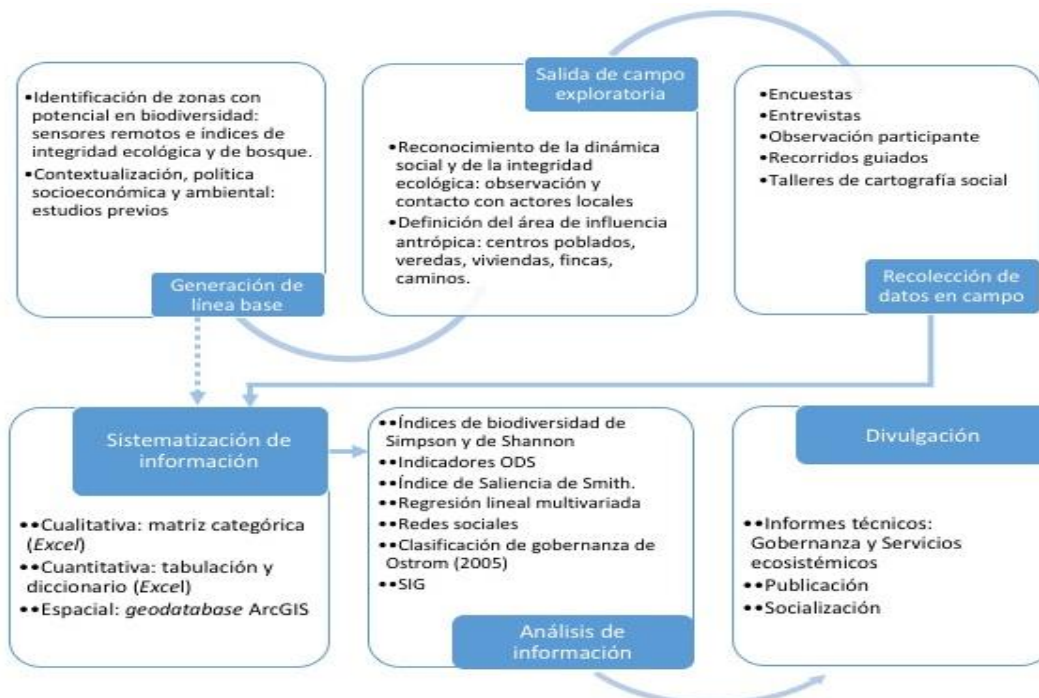 •Identificación de zonas con
potencial en biodiversidad:
sensores remotos e índices de
integridad ecológica y de bosque.
•Contextualización, política
socioeconómica y ambiental:
estudios previos
Generación de
línea base
Salida de campo
exploratoria
•Reconocimiento de la dinámica
social y de la integridad
ecológica: observación y
contacto con actores locales
•Definición del área de influencia
antrópica: centros poblados,
veredas, viviendas, fincas,
caminos.
•Encuestas
•Entrevistas
•Observación participante
•Recorridos guiados
•Talleres de cartografía social
Recolección de
datos en campo
Sistematización de
información
••Cualitativa: matriz categórica
(Excel)
••Cuantitativa: tabulación y
diccionario (Excel)
••Espacial: geodatabase ArcGIS
••Índices de biodiversidad de
Simpson y de Shannon
••Indicadores ODS
••Índice de Saliencia de Smith.
••Regresión lineal multivariada
••Redes sociales
••Clasificación de gobernanza de
Ostrom (2005)
••SIG
Análisis de
información
Divulgación
••Informes técnicos:
Gobernanza y Servicios
ecosistémicos
••Publicación
••Socialización